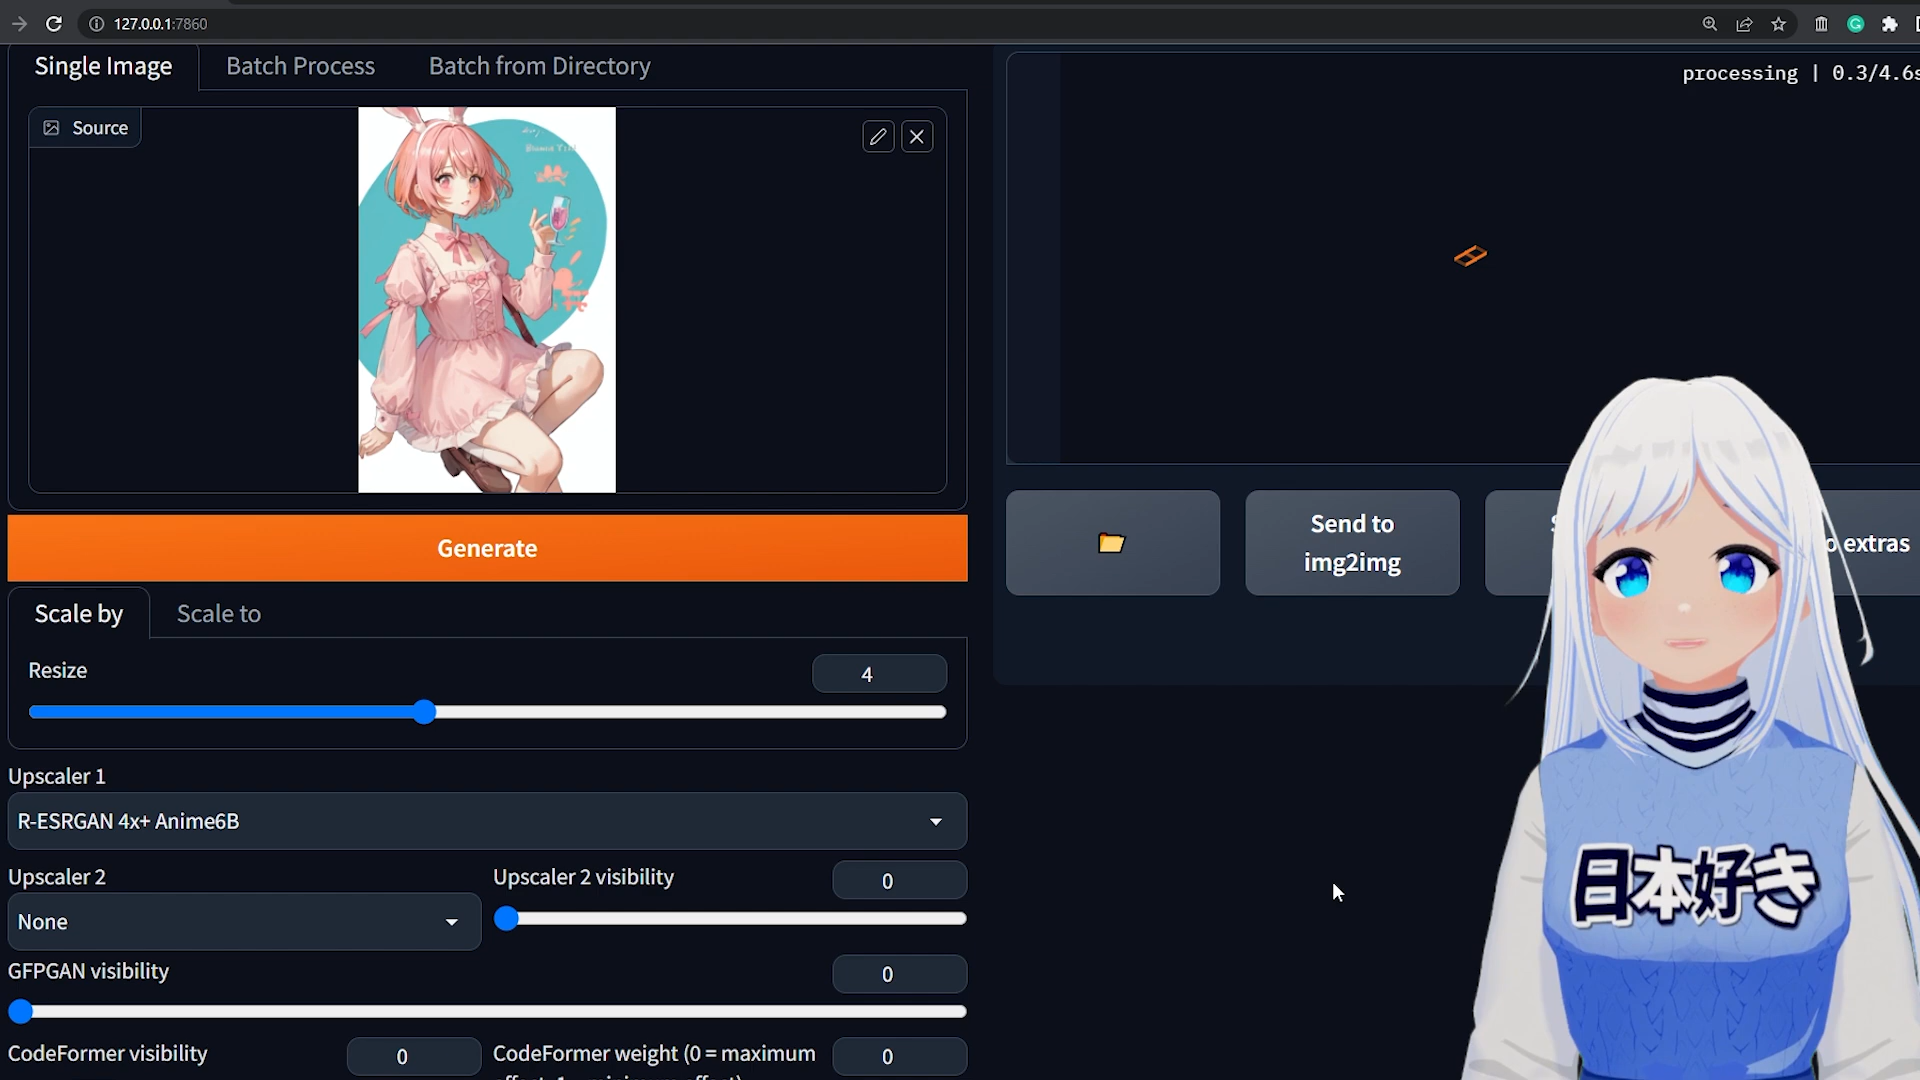 127.0.0.1:7860
Single Image
Batch Process
Batch from Directory
processing | 0.3/4.6s
Source
Generate
Send to
img2img
o extras
Scale by
Scale to
Resize
4
Upscaler 1
R-ESRGAN 4x+ Anime6B
Upscaler 2
Upscaler 2 visibility
0
None
GFPGAN visibility
0
CodeFormer visibility
0
CodeFormer weight (0 = maximum
0
日本好き